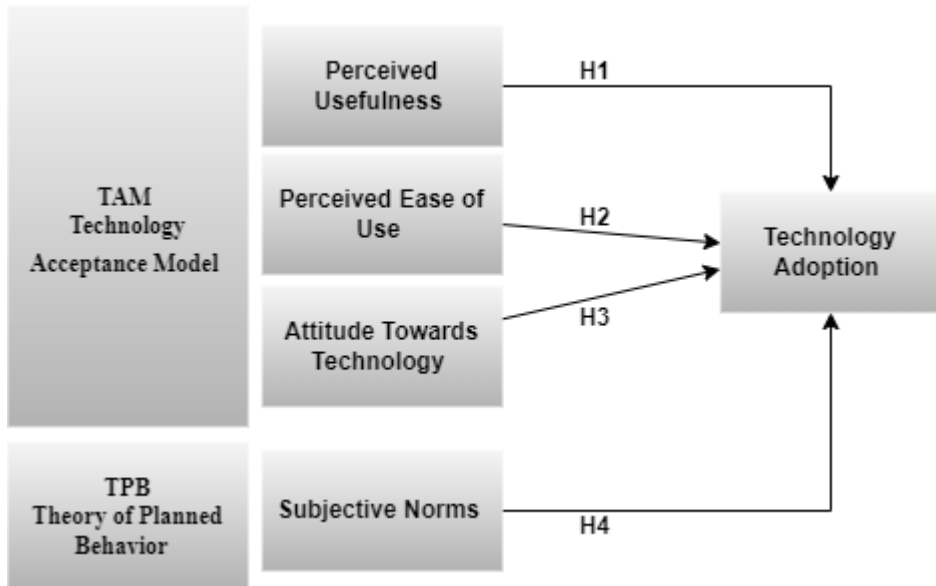 TAM
Technology
Acceptance Model
TPB
Theory of Planned
Behavior
Perceived
Usefulness
Perceived Ease of
Use
Attitude Towards
Technology
Subjective Norms
H1
H2
H3
H4
Technology
Adoption